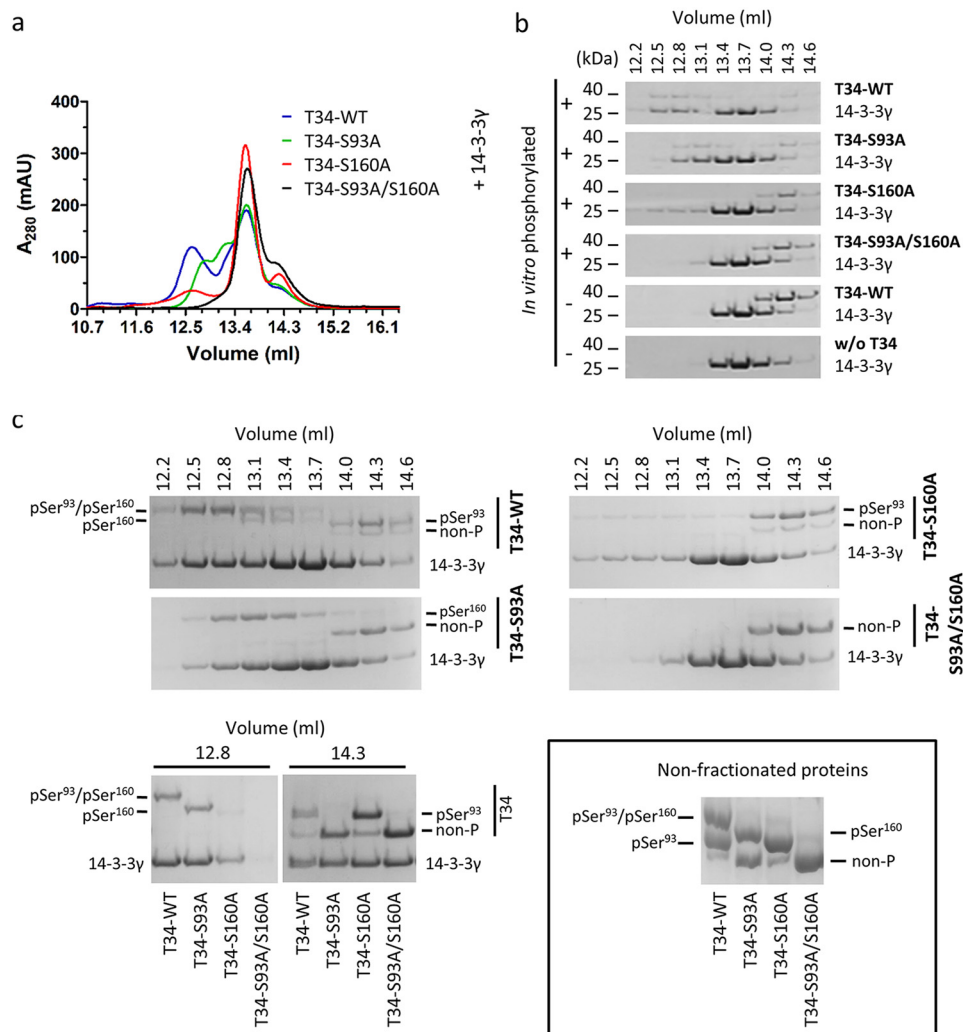 a
400
300
200
100
0
A280 (mAU)
10.7 11.6 12.5 13.4 14.3 15.2 16.1
Volume (ml)
T34-WT
T34-S93A
T34-S160A
T34-S93A/S160A
b
Volume (ml)
(kDa) 12.2 12.5 12.8 13.1 13.4 13.7 14.0 14.3 14.6
+ 14-3-3γ
In vitro phosphorylated
+ 40 T34-WT
25 14-3-3γ
+ 40 T34-S93A
25 14-3-3γ
+ 40 T34-S160A
25 14-3-3γ
+ 40 T34-S93A/S160A
25 14-3-3γ
- 40 T34-WT
25 14-3-3γ
- 40 w/o T34
25 14-3-3γ
c
Volume (ml)
12.2 12.5 12.8 13.1 13.4 13.7 14.0 14.3 14.6
pSer93/pSer160
pSer160
pSer93
non-P
14-3-3γ
T34-WT
pSer160
non-P
14-3-3γ
T34-S93A
Volume (ml)
12.2 12.5 12.8 13.1 13.4 13.7 14.0 14.3 14.6
pSer93
non-P
14-3-3γ
T34-S160A
non-P
14-3-3γ
T34-
S93A/S160A
Volume (ml)
12.8 14.3
pSer93/pSer160
pSer160
14-3-3γ
pSer93
non-P
T34
14-3-3γ
T34-WT
T34-S93A
T34-S160A
T34-S93A/S160A
T34-WT
T34-S93A
T34-S160A
T34-S93A/S160A
Non-fractionated proteins
pSer93/pSer160
pSer93
pSer160
non-P
T34-WT
T34-S93A
T34-S160A
T34-S93A/S160A